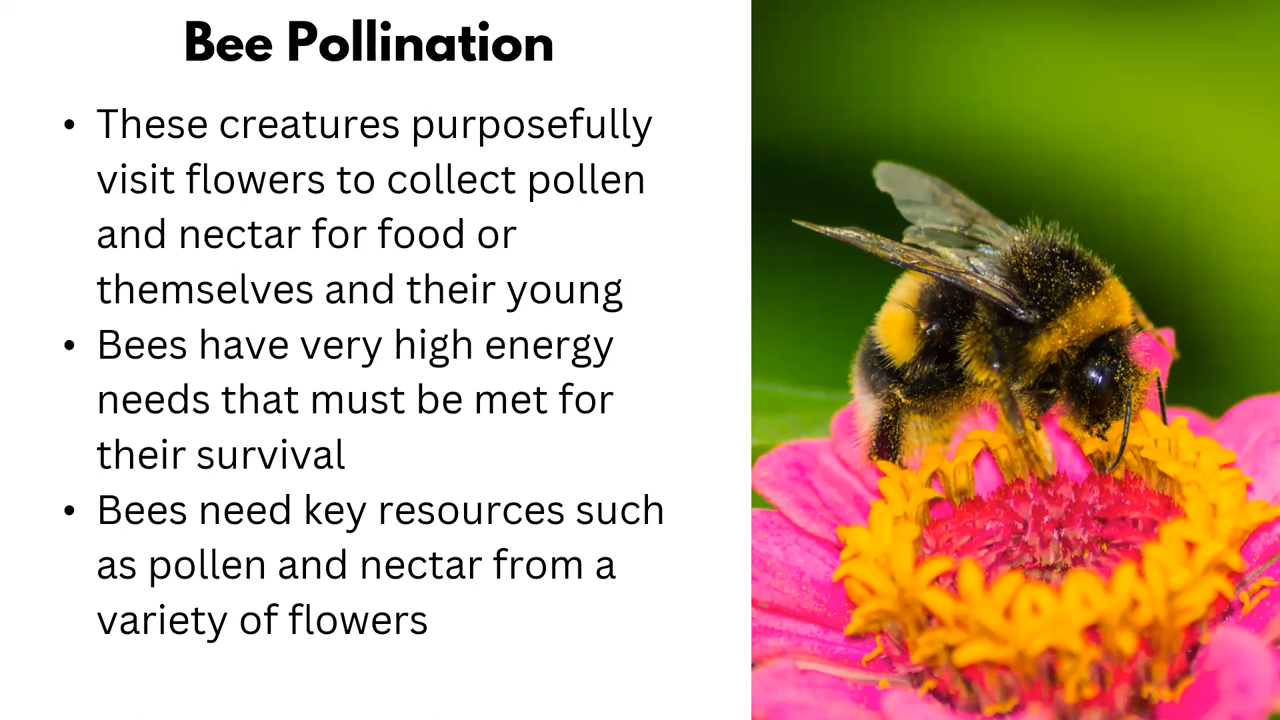 Bee Pollination
• These creatures purposefully
visit flowers to collect pollen
and nectar for food or
themselves and their young
• Bees have very high energy
needs that must be met for
their survival
• Bees need key resources such
as pollen and nectar from a
variety of flowers